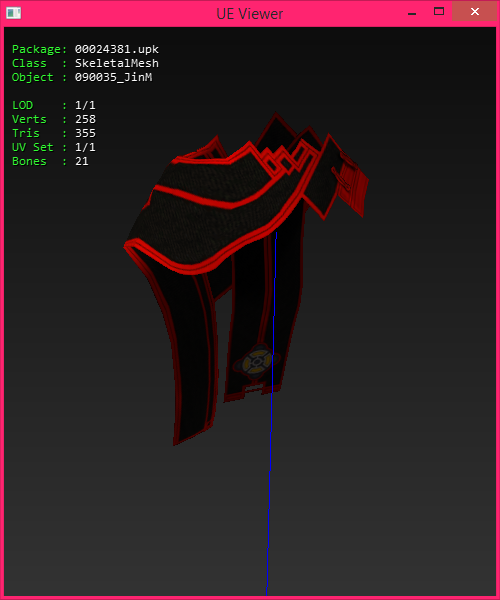 UE Viewer
Package: 00024381.upk
Class : SkeletalMesh
Object : 090035_JinM
LOD : 1/1
Verts : 258
Tris : 355
UV Set : 1/1
Bones : 21